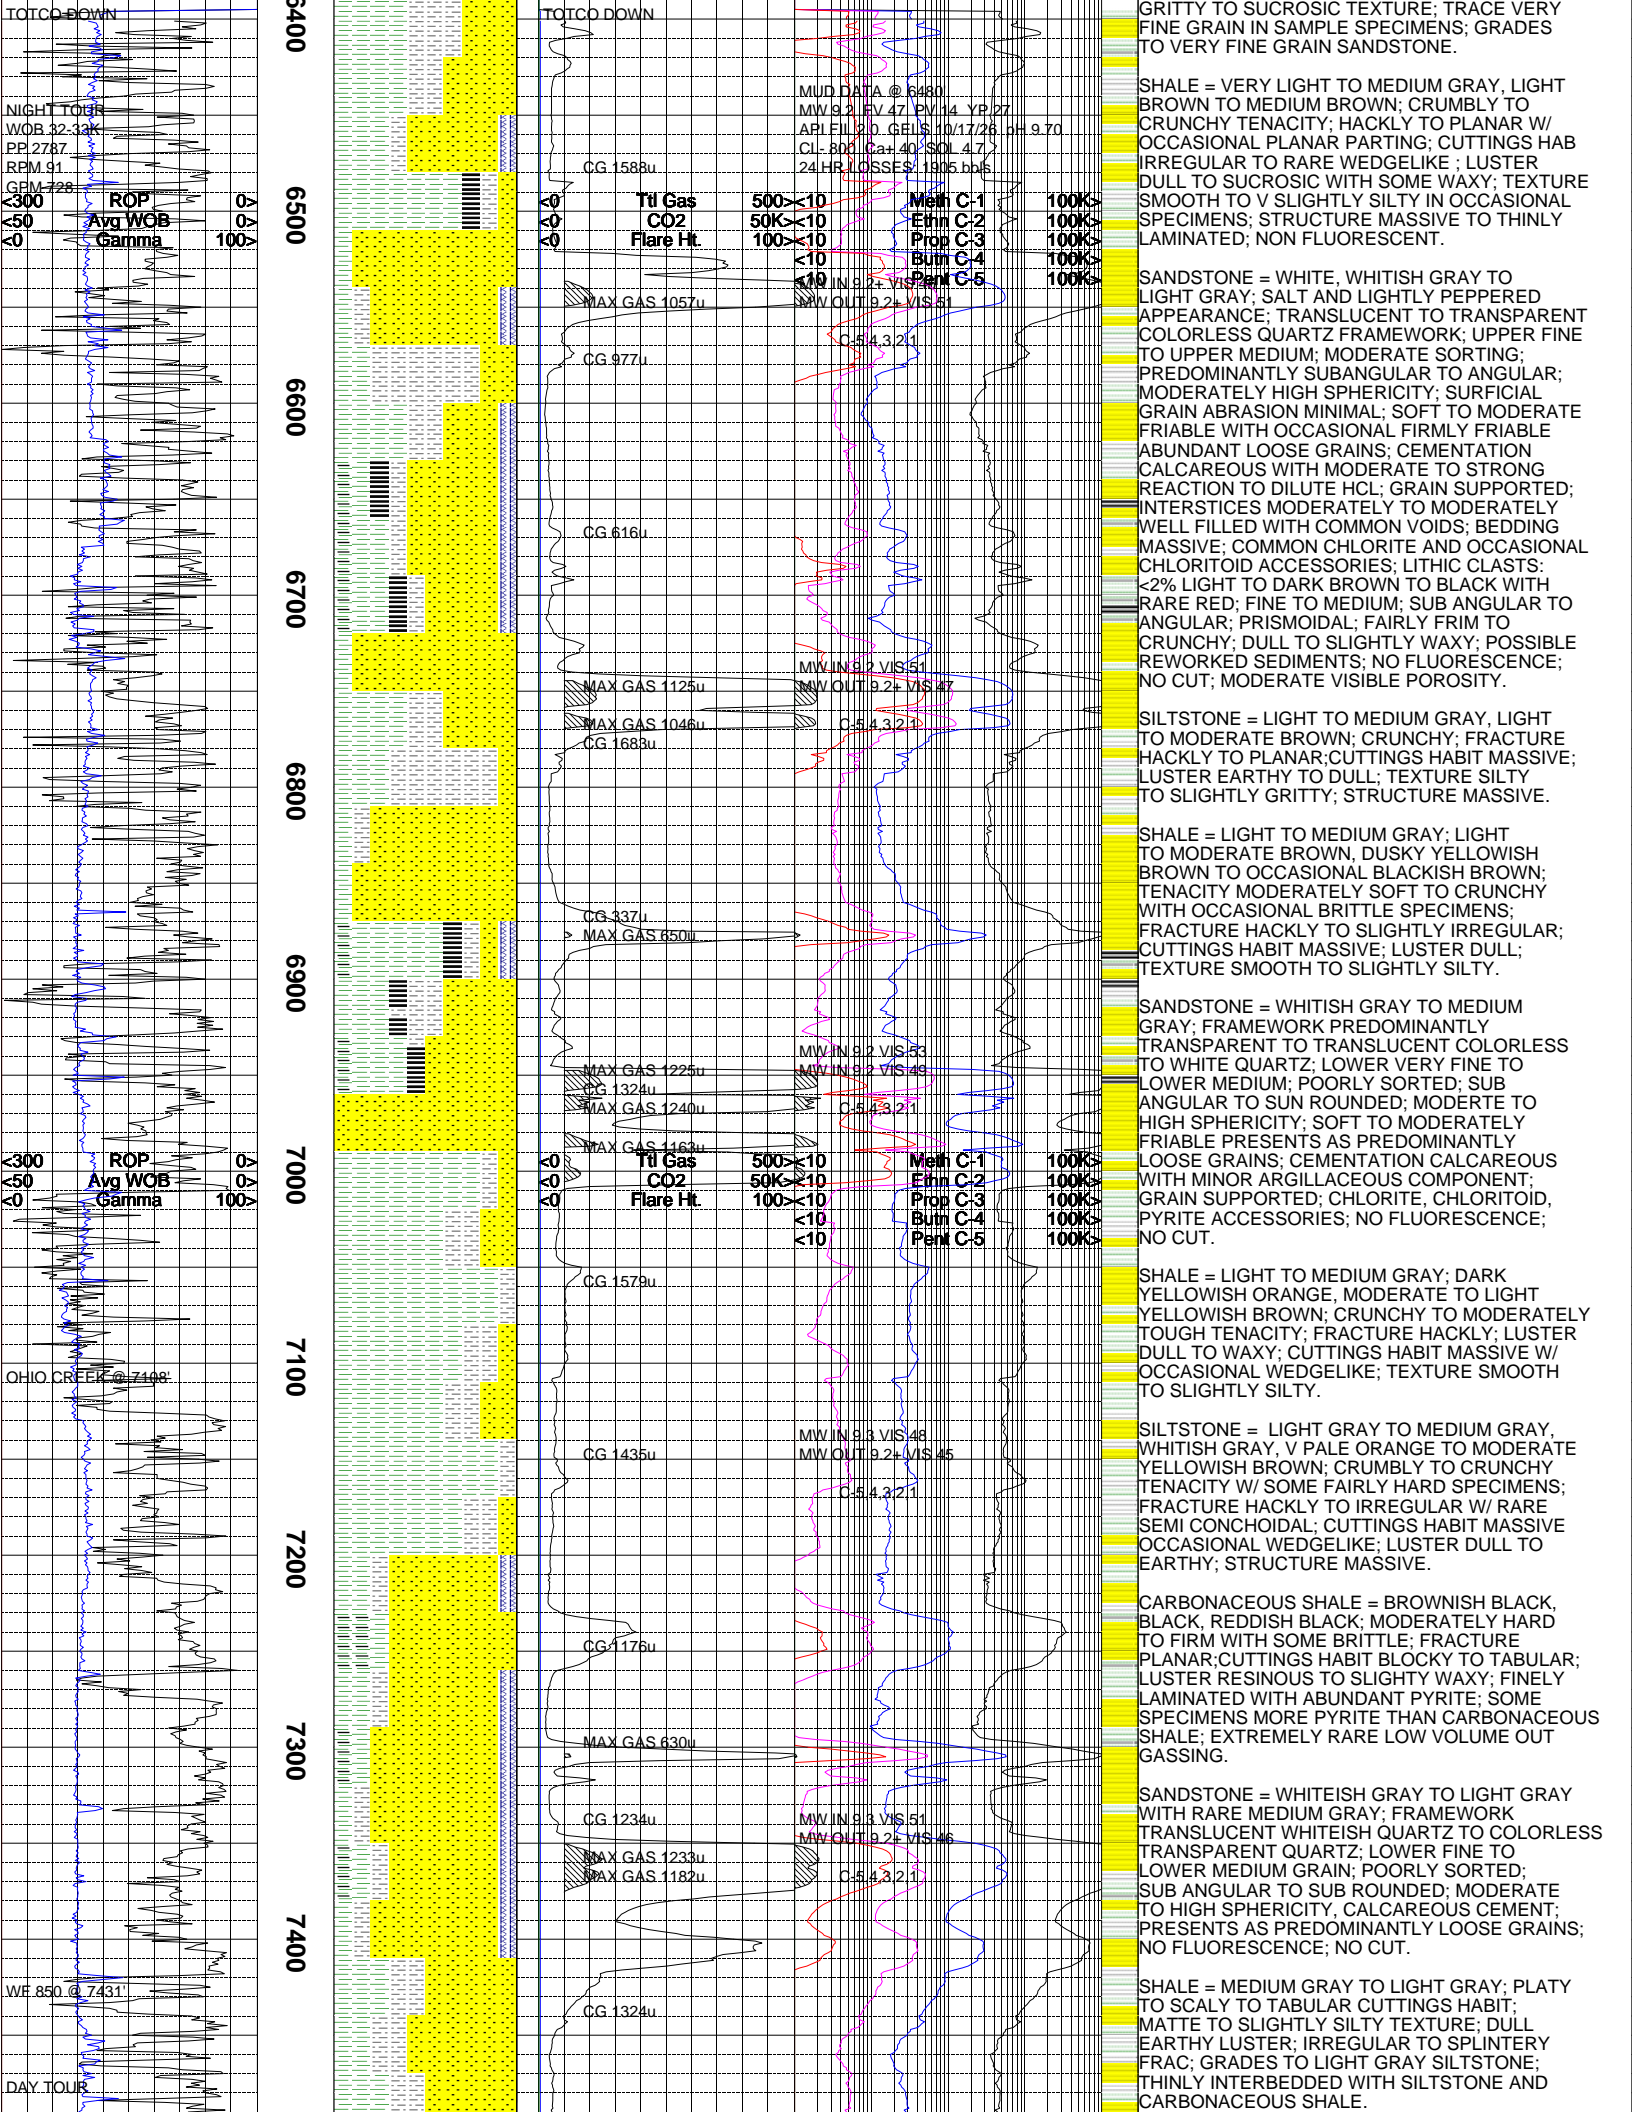 TOTCO DOWN
NIGHT TOUR
WOB 32-33K
PP 2787
RPM 91
GPM 728
<300 ROP 0>
<50 Avg WOB 0>
<0 Gamma 100>
<300 ROP 0>
<50 Avg WOB 0>
<0 Gamma 100>
OHIO CREEK @ 7108'
WF 850 @ 7431'
DAY TOUR
6400
6500
6600
6700
6800
6900
7000
7100
7200
7300
7400
TOTCO DOWN
CG 1588u
<0 Ttl Gas 500>
<0 CO2 50K>
<0 Flare Ht. 100>
MAX GAS 1057u
CG 977u
CG 616u
MAX GAS 1125u
MAX GAS 1046u
CG 1683u
CG 337u
MAX GAS 650u
MAX GAS 1225u
CG 1324u
MAX GAS 1240u
MAX GAS 1163u
<0 Ttl Gas 500>
<0 CO2 50K>
<0 Flare Ht. 100>
CG 1579u
CG 1435u
CG 1176u
MAX GAS 630u
CG 1234u
MAX GAS 1233u
MAX GAS 1182u
CG 1324u
MUD DATA @ 6480
MW 9.2 FV 47 PV 14 YP 27
API FIL 2.0 GELS 10/17/26 pH 9.70
CL- 800 Ca+ 40 SOL 4.7
24 HR LOSSES: 1905 bbls
<10 Meth C-1 100K>
<10 Ethn C-2 100K>
<10 Prop C-3 100K>
<10 Butn C-4 100K>
<10 Pent C-5 100K>
MW IN 9.2+ VIS
MW OUT 9.2+ VIS 51
C-5,4,3,2,1
MW IN 9.2 VIS 51
MW OUT 9.2+ VIS 47
C-5,4,3,2,1
MW IN 9.2 VIS 53
MW IN 9.2 VIS 49
C-5,4,3,2,1
<10 Meth C-1 100K>
<10 Ethn C-2 100K>
<10 Prop C-3 100K>
<10 Butn C-4 100K>
<10 Pent C-5 100K>
MW IN 9.3 VIS 48
MW OUT 9.2+ VIS 45
C-5,4,3,2,1
MW IN 9.3 VIS 51
MW OUT 9.2+ VIS 46
C-5,4,3,2,1
GRITTY TO SUCROSIC TEXTURE; TRACE VERY
FINE GRAIN IN SAMPLE SPECIMENS; GRADES
TO VERY FINE GRAIN SANDSTONE.
SHALE = VERY LIGHT TO MEDIUM GRAY, LIGHT
BROWN TO MEDIUM BROWN; CRUMBLY TO
CRUNCHY TENACITY; HACKLY TO PLANAR W/
OCCASIONAL PLANAR PARTING; CUTTINGS HAB
IRREGULAR TO RARE WEDGELIKE ; LUSTER
DULL TO SUCROSIC WITH SOME WAXY; TEXTURE
SMOOTH TO V SLIGHTLY SILTY IN OCCASIONAL
SPECIMENS; STRUCTURE MASSIVE TO THINLY
LAMINATED; NON FLUORESCENT.
SANDSTONE = WHITE, WHITISH GRAY TO
LIGHT GRAY; SALT AND LIGHTLY PEPPERED
APPEARANCE; TRANSLUCENT TO TRANSPARENT
COLORLESS QUARTZ FRAMEWORK; UPPER FINE
TO UPPER MEDIUM; MODERATE SORTING;
PREDOMINANTLY SUBANGULAR TO ANGULAR;
MODERATELY HIGH SPHERICITY; SURFICIAL
GRAIN ABRASION MINIMAL; SOFT TO MODERATE
FRIABLE WITH OCCASIONAL FIRMLY FRIABLE
ABUNDANT LOOSE GRAINS; CEMENTATION
CALCAREOUS WITH MODERATE TO STRONG
REACTION TO DILUTE HCL; GRAIN SUPPORTED;
INTERSTICES MODERATELY TO MODERATELY
WELL FILLED WITH COMMON VOIDS; BEDDING
MASSIVE; COMMON CHLORITE AND OCCASIONAL
CHLORITOID ACCESSORIES; LITHIC CLASTS:
<2% LIGHT TO DARK BROWN TO BLACK WITH
RARE RED; FINE TO MEDIUM; SUB ANGULAR TO
ANGULAR; PRISMOIDAL; FAIRLY FRIM TO
CRUNCHY; DULL TO SLIGHTLY WAXY; POSSIBLE
REWORKED SEDIMENTS; NO FLUORESCENCE;
NO CUT; MODERATE VISIBLE POROSITY.
SILTSTONE = LIGHT TO MEDIUM GRAY, LIGHT
TO MODERATE BROWN; CRUNCHY; FRACTURE
HACKLY TO PLANAR;CUTTINGS HABIT MASSIVE;
LUSTER EARTHY TO DULL; TEXTURE SILTY
TO SLIGHTLY GRITTY; STRUCTURE MASSIVE.
SHALE = LIGHT TO MEDIUM GRAY; LIGHT
TO MODERATE BROWN, DUSKY YELLOWISH
BROWN TO OCCASIONAL BLACKISH BROWN;
TENACITY MODERATELY SOFT TO CRUNCHY
WITH OCCASIONAL BRITTLE SPECIMENS;
FRACTURE HACKLY TO SLIGHTLY IRREGULAR;
CUTTINGS HABIT MASSIVE; LUSTER DULL;
TEXTURE SMOOTH TO SLIGHTLY SILTY.
SANDSTONE = WHITISH GRAY TO MEDIUM
GRAY; FRAMEWORK PREDOMINANTLY
TRANSPARENT TO TRANSLUCENT COLORLESS
TO WHITE QUARTZ; LOWER VERY FINE TO
LOWER MEDIUM; POORLY SORTED; SUB
ANGULAR TO SUN ROUNDED; MODERTE TO
HIGH SPHERICITY; SOFT TO MODERATELY
FRIABLE PRESENTS AS PREDOMINANTLY
LOOSE GRAINS; CEMENTATION CALCAREOUS
WITH MINOR ARGILLACEOUS COMPONENT;
GRAIN SUPPORTED; CHLORITE, CHLORITOID,
PYRITE ACCESSORIES; NO FLUORESCENCE;
NO CUT.
SHALE = LIGHT TO MEDIUM GRAY; DARK
YELLOWISH ORANGE, MODERATE TO LIGHT
YELLOWISH BROWN; CRUNCHY TO MODERATELY
TOUGH TENACITY; FRACTURE HACKLY; LUSTER
DULL TO WAXY; CUTTINGS HABIT MASSIVE W/
OCCASIONAL WEDGELIKE; TEXTURE SMOOTH
TO SLIGHTLY SILTY.
SILTSTONE = LIGHT GRAY TO MEDIUM GRAY,
WHITISH GRAY, V PALE ORANGE TO MODERATE
YELLOWISH BROWN; CRUMBLY TO CRUNCHY
TENACITY W/ SOME FAIRLY HARD SPECIMENS;
FRACTURE HACKLY TO IRREGULAR W/ RARE
SEMI CONCHOIDAL; CUTTINGS HABIT MASSIVE
OCCASIONAL WEDGELIKE; LUSTER DULL TO
EARTHY; STRUCTURE MASSIVE.
CARBONACEOUS SHALE = BROWNISH BLACK,
BLACK, REDDISH BLACK; MODERATELY HARD
TO FIRM WITH SOME BRITTLE; FRACTURE
PLANAR;CUTTINGS HABIT BLOCKY TO TABULAR;
LUSTER RESINOUS TO SLIGHTY WAXY; FINELY
LAMINATED WITH ABUNDANT PYRITE; SOME
SPECIMENS MORE PYRITE THAN CARBONACEOUS
SHALE; EXTREMELY RARE LOW VOLUME OUT
GASSING.
SANDSTONE = WHITEISH GRAY TO LIGHT GRAY
WITH RARE MEDIUM GRAY; FRAMEWORK
TRANSLUCENT WHITEISH QUARTZ TO COLORLESS
TRANSPARENT QUARTZ; LOWER FINE TO
LOWER MEDIUM GRAIN; POORLY SORTED;
SUB ANGULAR TO SUB ROUNDED; MODERATE
TO HIGH SPHERICITY, CALCAREOUS CEMENT;
PRESENTS AS PREDOMINANTLY LOOSE GRAINS;
NO FLUORESCENCE; NO CUT.
SHALE = MEDIUM GRAY TO LIGHT GRAY; PLATY
TO SCALY TO TABULAR CUTTINGS HABIT;
MATTE TO SLIGHTLY SILTY TEXTURE; DULL
EARTHY LUSTER; IRREGULAR TO SPLINTERY
FRAC; GRADES TO LIGHT GRAY SILTSTONE;
THINLY INTERBEDDED WITH SILTSTONE AND
CARBONACEOUS SHALE.